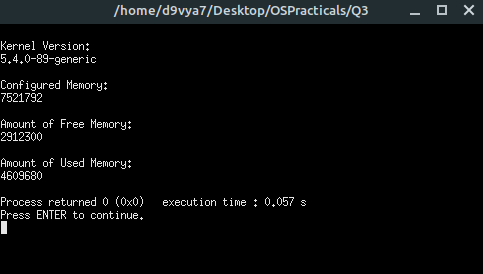 /home/d9vya7/Desktop/OSPracticals/Q3
Kernel Version:
5.4.0-89-generic
Configured Memory:
7521792
Amount of Free Memory:
2912300
Amount of Used Memory:
4609680
Process returned 0 (0x0)   execution time : 0.057 s
Press ENTER to continue.